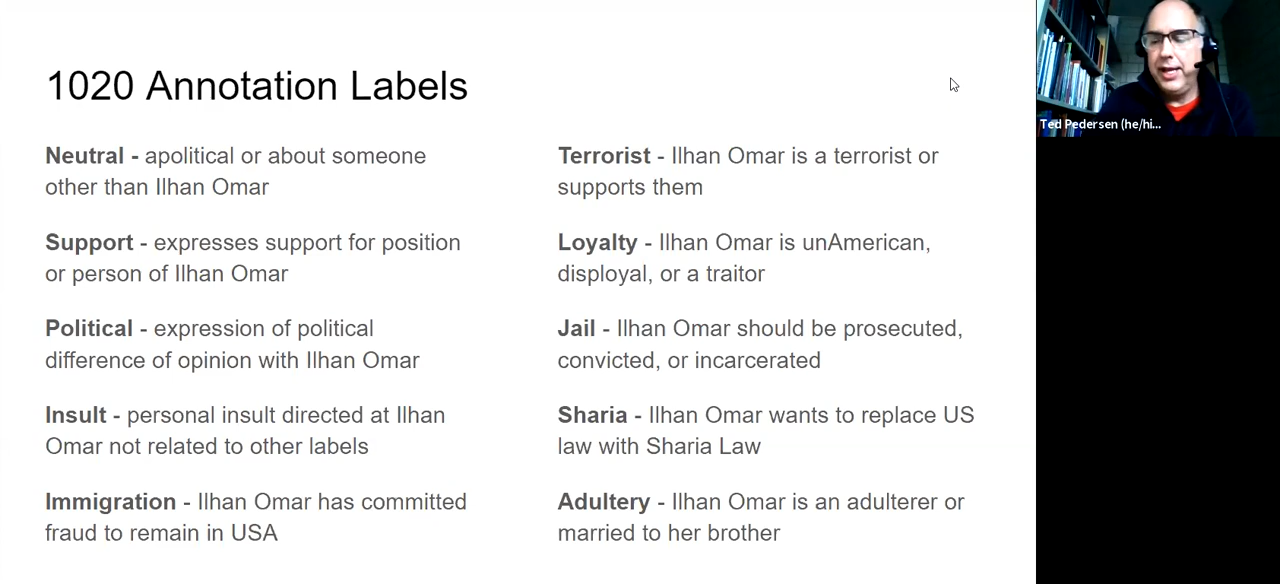 1020 Annotation Labels
Neutral - apolitical or about someone
other than Ilhan Omar
Support - expresses support for position
or person of Ilhan Omar
Political - expression of political
difference of opinion with Ilhan Omar
Insult - personal insult directed at Ilhan
Omar not related to other labels
Immigration - Ilhan Omar has committed
fraud to remain in USA
Terrorist - Ilhan Omar is a terrorist or
supports them
Loyalty - Ilhan Omar is unAmerican,
disployal, or a traitor
Jail - Ilhan Omar should be prosecuted,
convicted, or incarcerated
Sharia - Ilhan Omar wants to replace US
law with Sharia Law
Adultery - Ilhan Omar is an adulterer or
married to her brother
Ted Pedersen (he/hi...